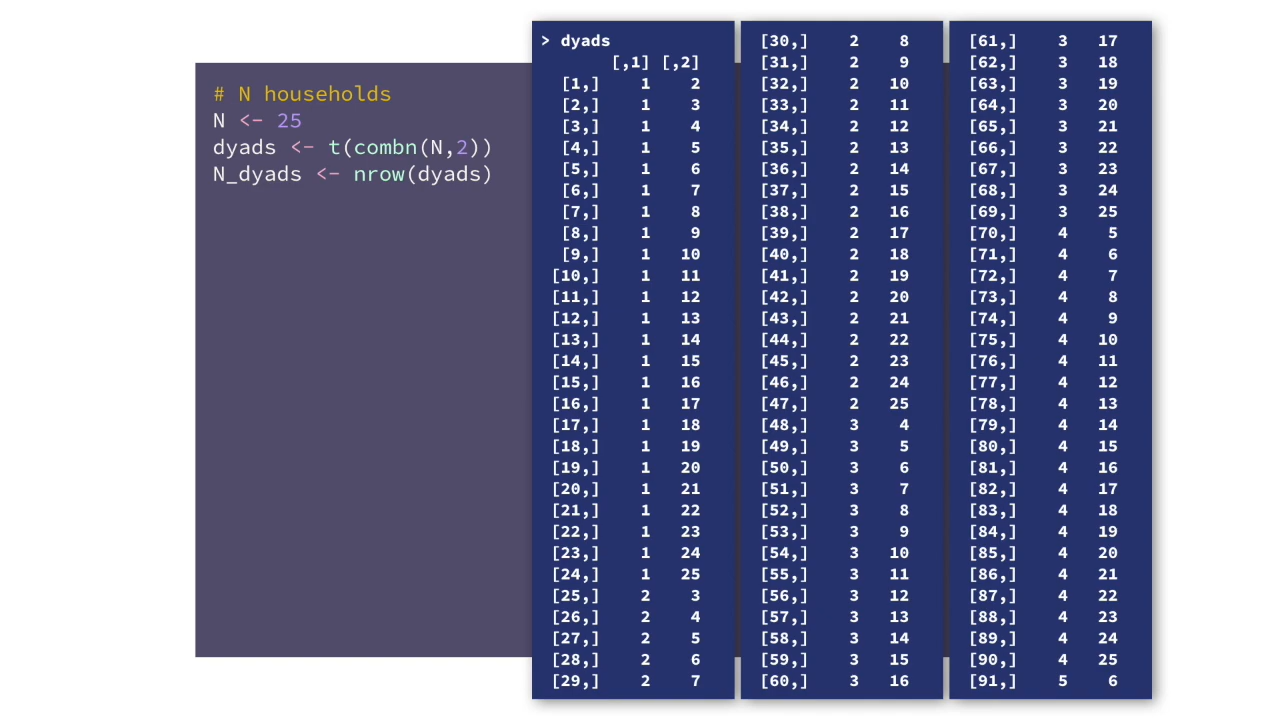 # N households
N <- 25
dyads <- t(combn(N,2))
N_dyads <- nrow(dyads)
> dyads
[,1] [,2]
[1,] 1 2
[2,] 1 3
[3,] 1 4
[4,] 1 5
[5,] 1 6
[6,] 1 7
[7,] 1 8
[8,] 1 9
[9,] 1 10
[10,] 1 11
[11,] 1 12
[12,] 1 13
[13,] 1 14
[14,] 1 15
[15,] 1 16
[16,] 1 17
[17,] 1 18
[18,] 1 19
[19,] 1 20
[20,] 1 21
[21,] 1 22
[22,] 1 23
[23,] 1 24
[24,] 1 25
[25,] 2 3
[26,] 2 4
[27,] 2 5
[28,] 2 6
[29,] 2 7
[30,] 2 8
[31,] 2 9
[32,] 2 10
[33,] 2 11
[34,] 2 12
[35,] 2 13
[36,] 2 14
[37,] 2 15
[38,] 2 16
[39,] 2 17
[40,] 2 18
[41,] 2 19
[42,] 2 20
[43,] 2 21
[44,] 2 22
[45,] 2 23
[46,] 2 24
[47,] 2 25
[48,] 3 4
[49,] 3 5
[50,] 3 6
[51,] 3 7
[52,] 3 8
[53,] 3 9
[54,] 3 10
[55,] 3 11
[56,] 3 12
[57,] 3 13
[58,] 3 14
[59,] 3 15
[60,] 3 16
[61,] 3 17
[62,] 3 18
[63,] 3 19
[64,] 3 20
[65,] 3 21
[66,] 3 22
[67,] 3 23
[68,] 3 24
[69,] 3 25
[70,] 4 5
[71,] 4 6
[72,] 4 7
[73,] 4 8
[74,] 4 9
[75,] 4 10
[76,] 4 11
[77,] 4 12
[78,] 4 13
[79,] 4 14
[80,] 4 15
[81,] 4 16
[82,] 4 17
[83,] 4 18
[84,] 4 19
[85,] 4 20
[86,] 4 21
[87,] 4 22
[88,] 4 23
[89,] 4 24
[90,] 4 25
[91,] 5 6